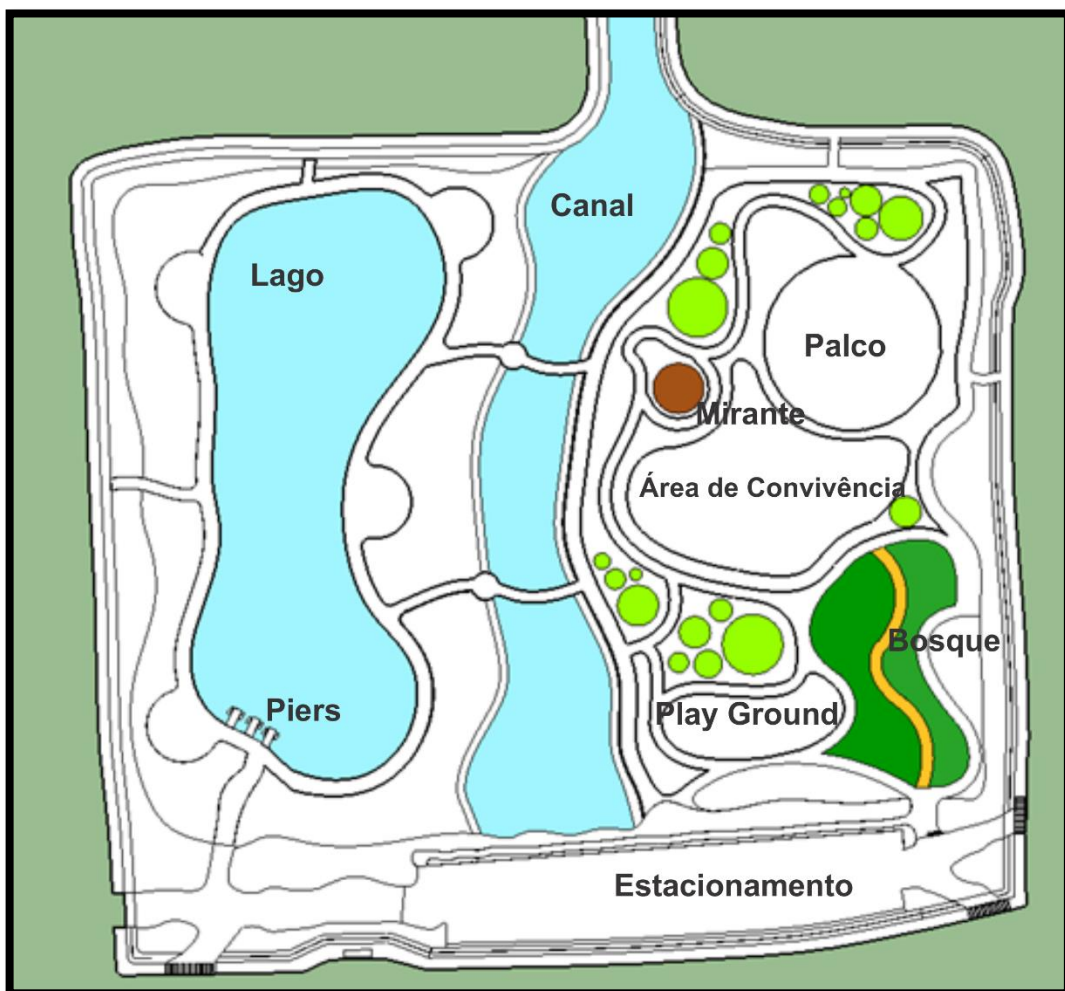 Canal
Lago
Palco
Mirante
Área de Convivência
Bosque
Piers
Play Ground
Estacionamento